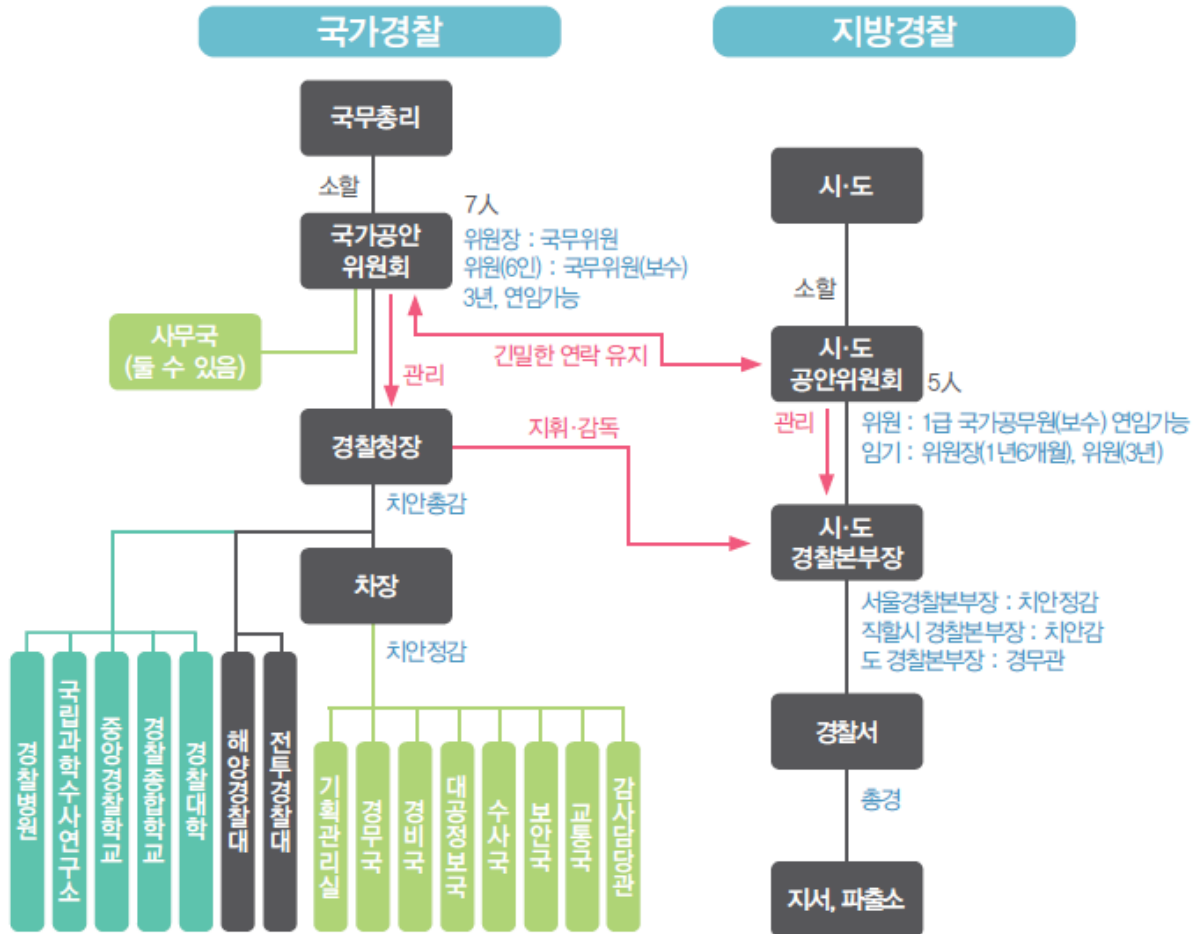 국가경찰
지방경찰
국무총리
소할
국가공안
위원회
7人
위원장 : 국무위원
위원(6인) : 국무위원(보수)
3년, 연임가능
사무국
(둘 수 있음)
관리
긴밀한 연락 유지
경찰청장
지휘·감독
치안총감
차장
치안정감
경찰병원
국립과학수사연구소
중앙경찰학교
경찰종합학교
경찰대학
해양경찰대
전투경찰대
기획관리실
경무국
경비국
대공정보국
수사국
보안국
교통국
감사담당관
시·도
소할
시·도
공안위원회
5人
관리
위원 : 1급 국가공무원(보수) 연임가능
임기 : 위원장(1년6개월), 위원(3년)
시·도
경찰본부장
서울경찰본부장 : 치안정감
직할시 경찰본부장 : 치안감
도 경찰본부장 : 경무관
경찰서
총경
지서, 파출소